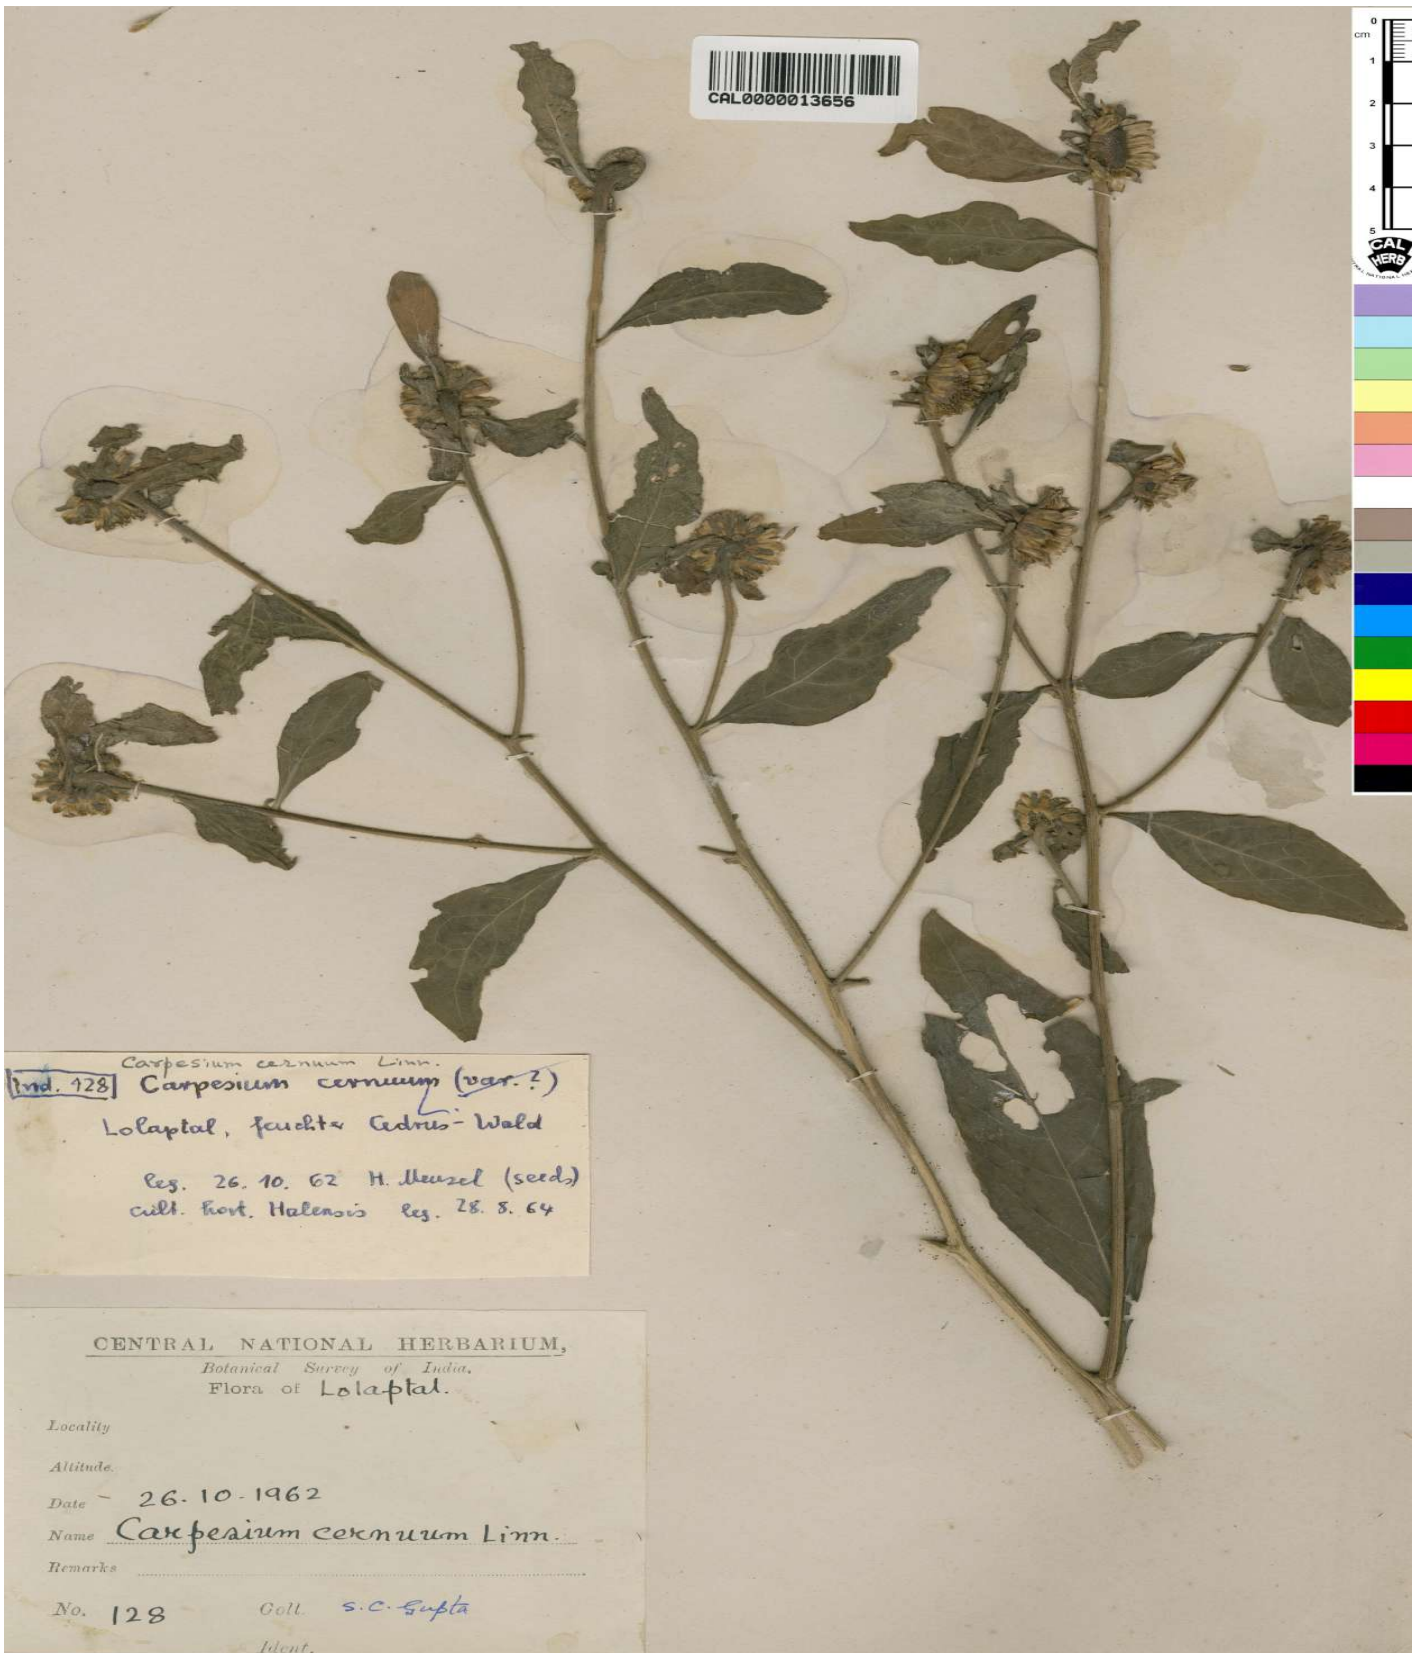 CAL0000013656
0
cm
1
2
3
4
5
CAL
HERB
Carpesium cernuum Linn.
Ind. 128 Carpesium cernuum (var. ?)
Lolaptal, feuchter Cedrus-Wald
leg. 26. 10. 62 H. Meusel (seeds)
cult. hort. Halensis leg. 28. 8. 64
CENTRAL NATIONAL HERBARIUM,
Botanical Survey of India.
Flora of Lolaptal.
Locality
Altitude.
Date - 26-10-1962
Name Carpesium cernuum Linn.
Remarks
No. 128 Coll. S.C. Gupta
Ident.